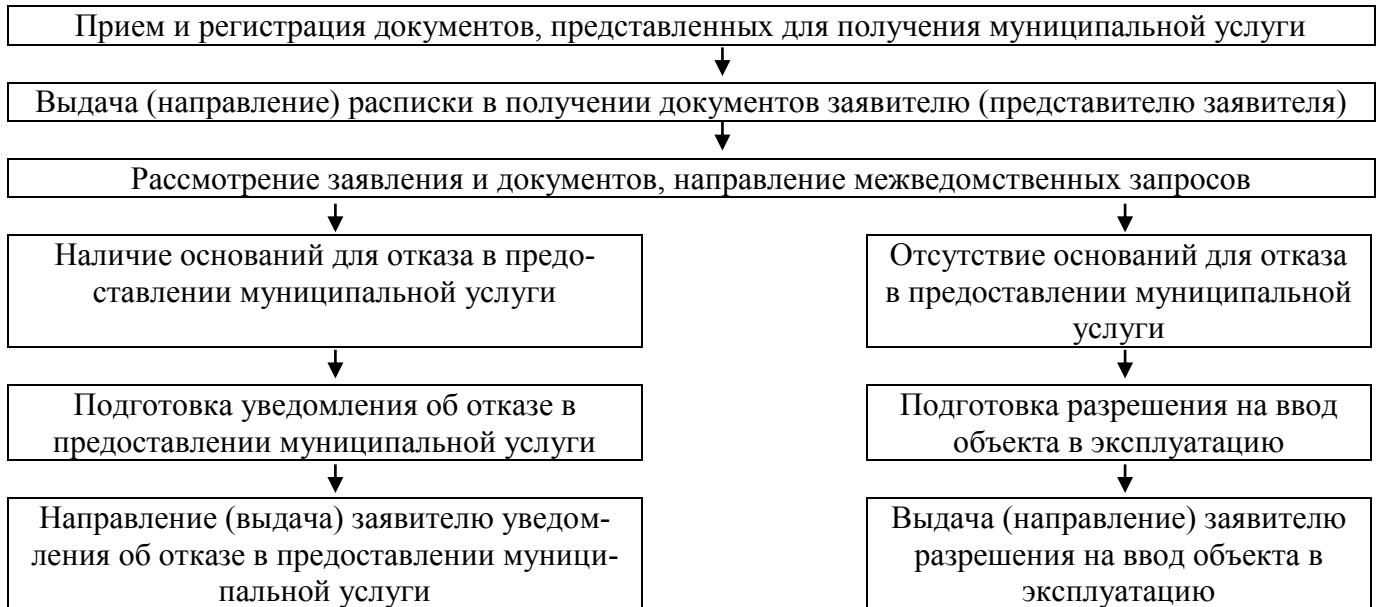 Прием и регистрация документов, представленных для получения муниципальной услуги
Выдача (направление) расписки в получении документов заявителю (представителю заявителя)
Рассмотрение заявления и документов, направление межведомственных запросов
Наличие оснований для отказа в предо-
ставлении муниципальной услуги
Отсутствие оснований для отказа
в предоставлении муниципальной
услуги
Подготовка уведомления об отказе в
предоставлении муниципальной услуги
Подготовка разрешения на ввод
объекта в эксплуатацию
Направление (выдача) заявителю уведом-
ления об отказе в предоставлении муници-
пальной услуги
Выдача (направление) заявителю
разрешения на ввод объекта в
эксплуатацию